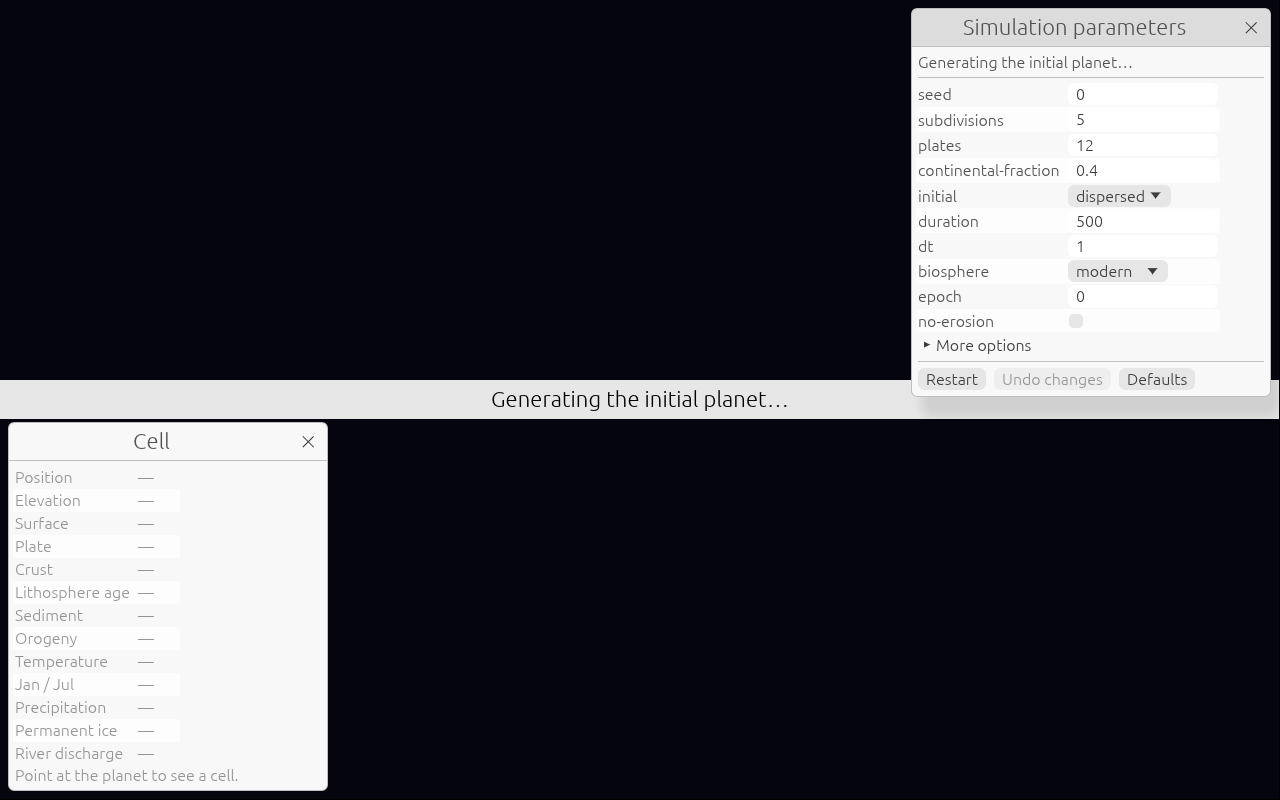 Simulation parameters
Generating the initial planet…
seed 0
subdivisions 5
plates 12
continental-fraction 0.4
initial dispersed
duration 500
dt 1
biosphere modern
epoch 0
no-erosion
More options
Restart Undo changes Defaults
Generating the initial planet…
Cell
Position —
Elevation —
Surface —
Plate —
Crust —
Lithosphere age —
Sediment —
Orogeny —
Temperature —
Jan / Jul —
Precipitation —
Permanent ice —
River discharge —
Point at the planet to see a cell.